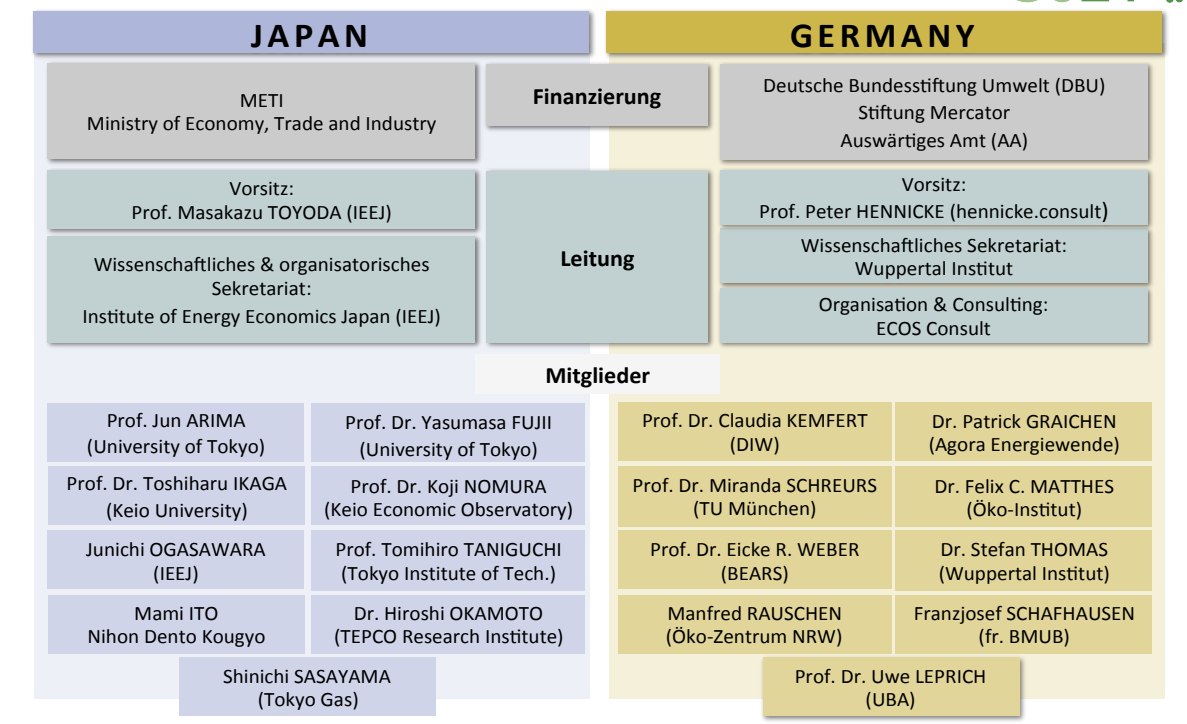 JAPAN
GERMANY
METI
Ministry of Economy, Trade and Industry
Finanzierung
Deutsche Bundesstiftung Umwelt (DBU)
Stiftung Mercator
Auswärtiges Amt (AA)
Vorsitz:
Prof. Masakazu TOYODA (IEEJ)
Wissenschaftliches & organisatorisches
Sekretariat:
Institute of Energy Economics Japan (IEEJ)
Leitung
Vorsitz:
Prof. Peter HENNICKE (hennicke.consult)
Wissenschaftliches Sekretariat:
Wuppertal Institut
Organisation & Consulting:
ECOS Consult
Mitglieder
Prof. Jun ARIMA
(University of Tokyo)
Prof. Dr. Yasumasa FUJII
(University of Tokyo)
Prof. Dr. Toshiharu IKAGA
(Keio University)
Prof. Dr. Koji NOMURA
(Keio Economic Observatory)
Junichi OGASAWARA
(IEEJ)
Prof. Tomihiro TANIGUCHI
(Tokyo Institute of Tech.)
Mami ITO
Nihon Dento Kougyo
Dr. Hiroshi OKAMOTO
(TEPCO Research Institute)
Shinichi SASAYAMA
(Tokyo Gas)
Prof. Dr. Claudia KEMFERT
(DIW)
Dr. Patrick GRAICHEN
(Agora Energiewende)
Prof. Dr. Miranda SCHREURS
(TU München)
Dr. Felix C. MATTHES
(Öko-Institut)
Prof. Dr. Eicke R. WEBER
(BEARS)
Dr. Stefan THOMAS
(Wuppertal Institut)
Manfred RAUSCHEN
(Öko-Zentrum NRW)
Franzjosef SCHAFHAUSEN
(fr. BMUB)
Prof. Dr. Uwe LEPRICH
(UBA)